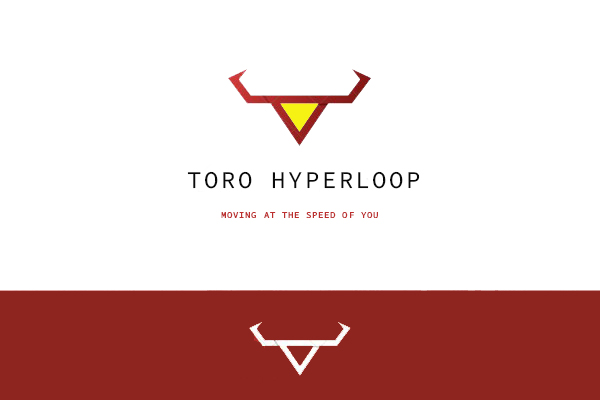 TORO HYPERLOOP
MOVING AT THE SPEED OF YOU